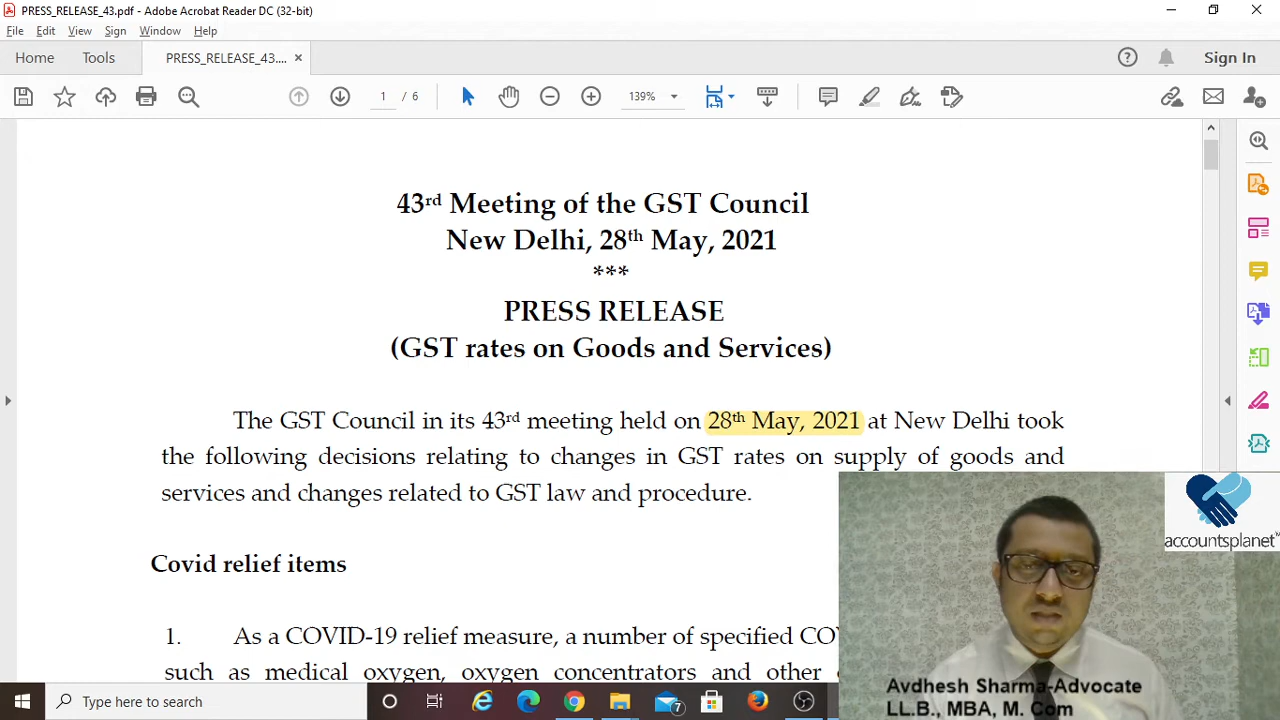 PRESS_RELEASE_43.pdf - Adobe Acrobat Reader DC (32-bit)
File Edit View Sign Window Help
Home Tools PRESS_RELEASE_43.... × Sign In
1 / 6 139%
43rd Meeting of the GST Council
New Delhi, 28th May, 2021
***
PRESS RELEASE
(GST rates on Goods and Services)
The GST Council in its 43rd meeting held on 28th May, 2021 at New Delhi took
the following decisions relating to changes in GST rates on supply of goods and
services and changes related to GST law and procedure.
accountsplanet
Covid relief items
1. As a COVID-19 relief measure, a number of specified
such as medical oxygen, oxygen concentrators and other
Avdhesh Sharma-Advocate
LL.B., MBA, M. Com
Type here to search
7